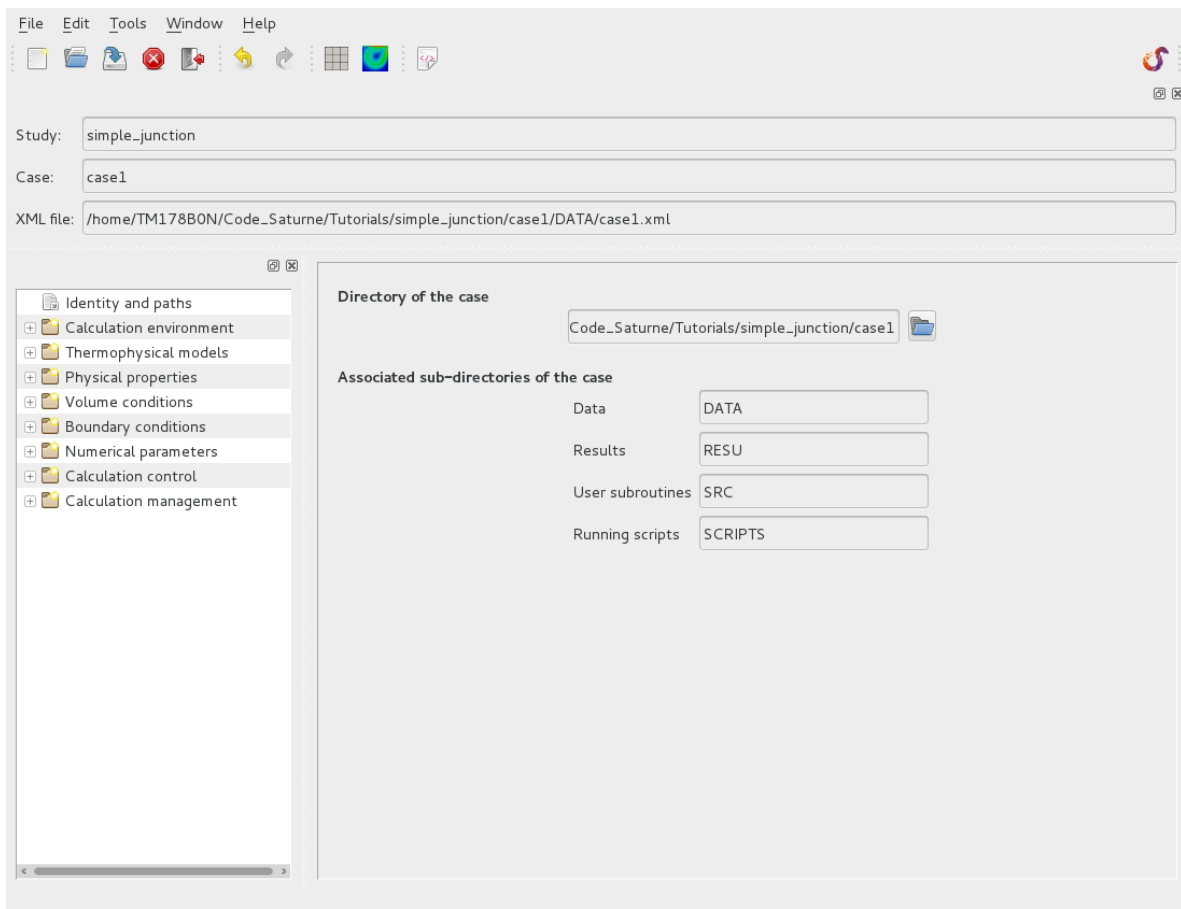 File Edit Tools Window Help
Study: simple_junction
Case: case1
XML file: /home/TM178B0N/Code_Saturne/Tutorials/simple_junction/case1/DATA/case1.xml
Identity and paths
Calculation environment
Thermophysical models
Physical properties
Volume conditions
Boundary conditions
Numerical parameters
Calculation control
Calculation management
Directory of the case
Code_Saturne/Tutorials/simple_junction/case1
Associated sub-directories of the case
Data DATA
Results RESU
User subroutines SRC
Running scripts SCRIPTS